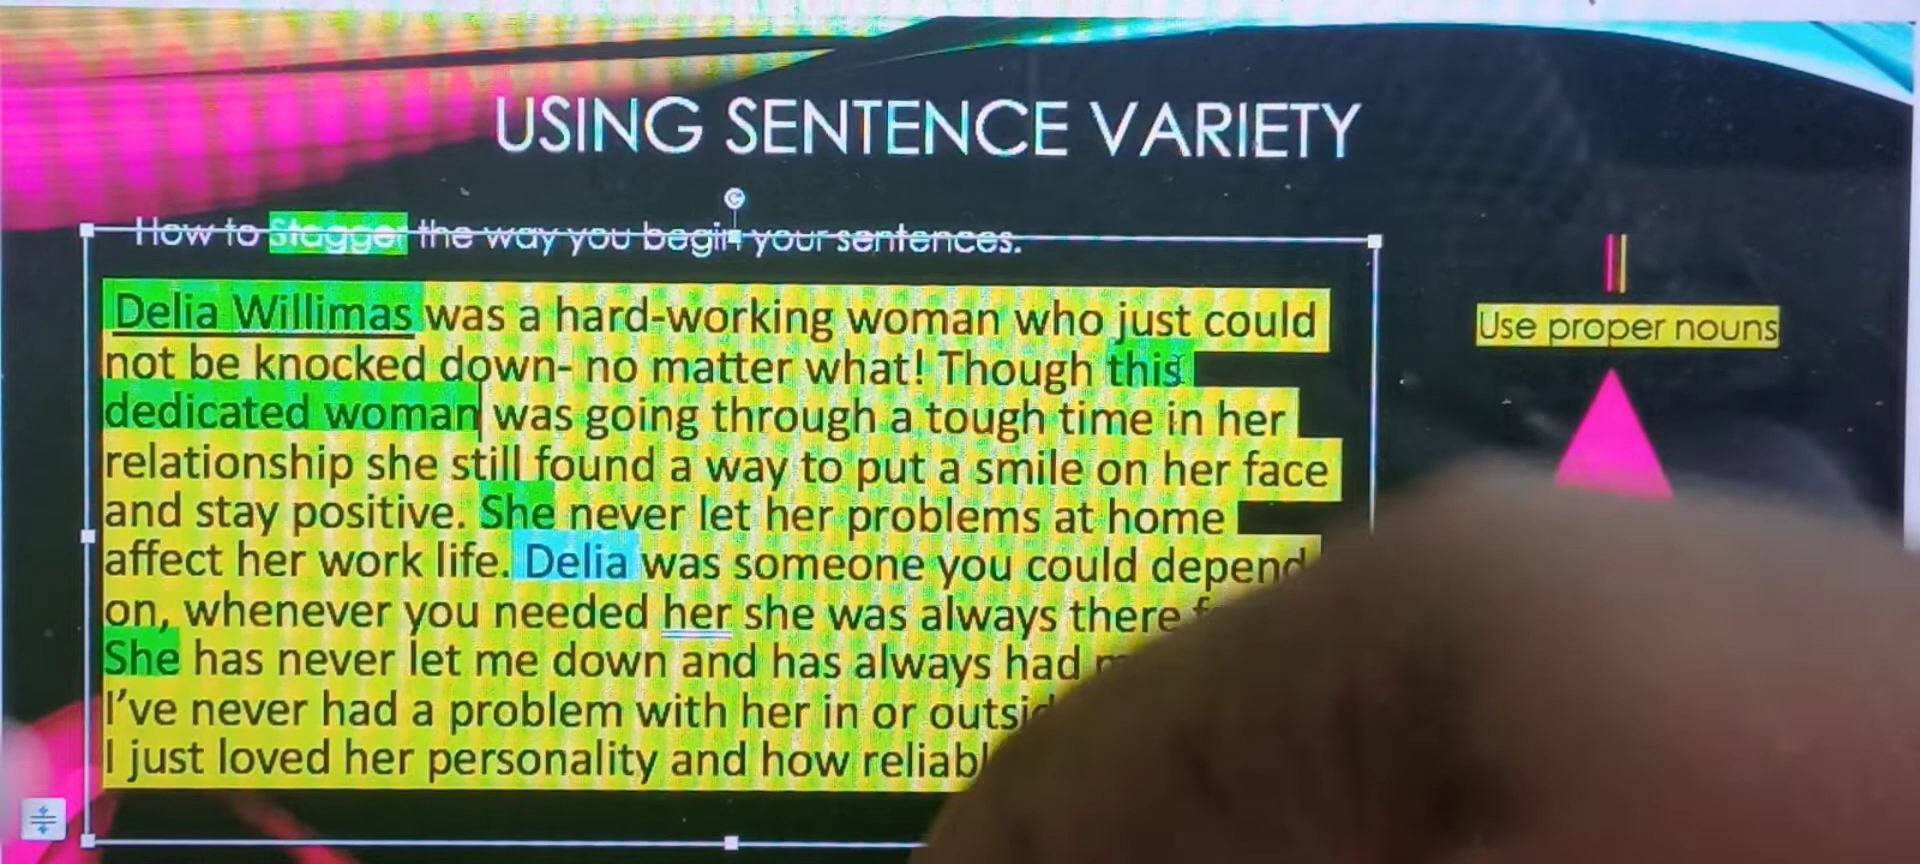 USING SENTENCE VARIETY
How to Stagger the way you begin your sentences.
Delia Willimas was a hard-working woman who just could
not be knocked down- no matter what! Though this
dedicated woman was going through a tough time in her
relationship she still found a way to put a smile on her face
and stay positive. She never let her problems at home
affect her work life. Delia was someone you could depend
on, whenever you needed her she was always there
She has never let me down and has always had
I've never had a problem with her in or
I just loved her personality and how
Use proper nouns